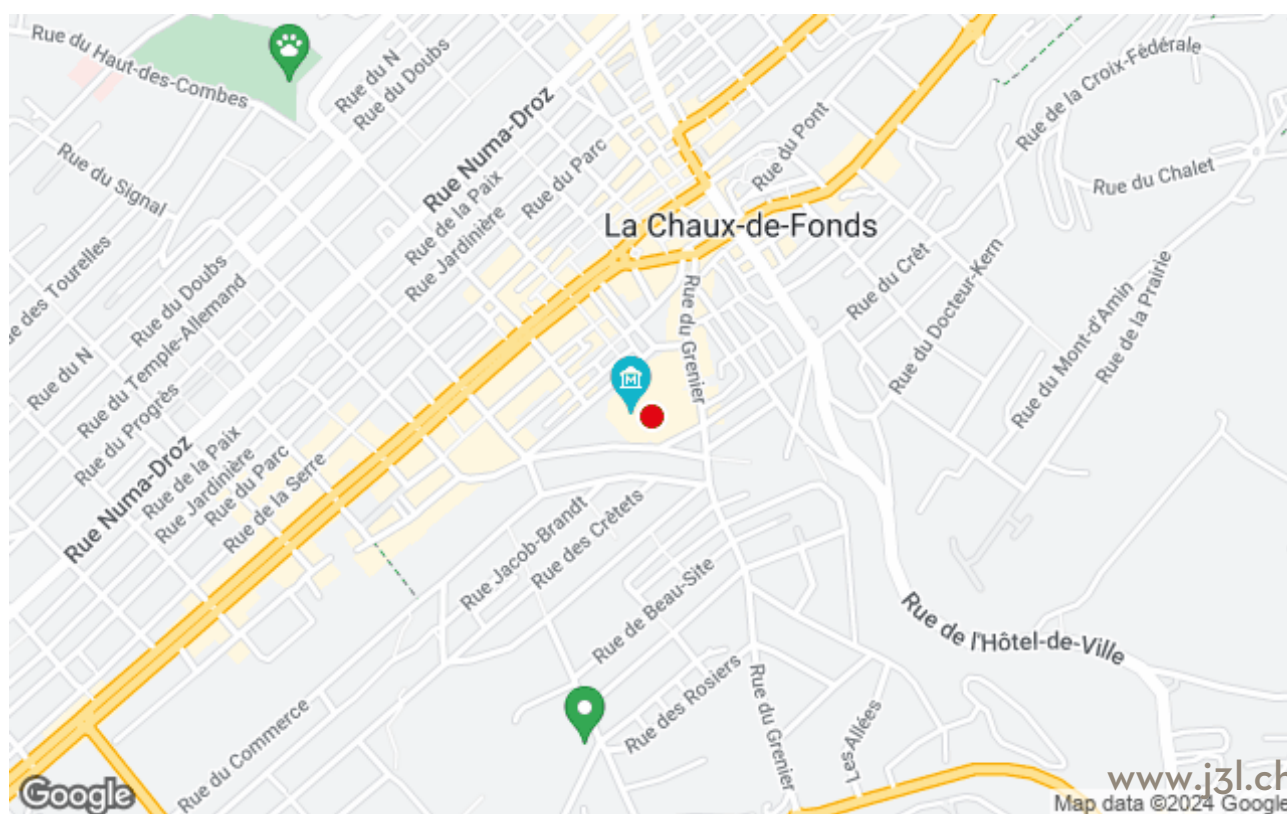 Rue du Haut-des-Combes
Rue du N
Rue du Doubs
Rue Numa-Droz
Rue du Parc
Rue du Pont
Rue de la Croix-Fédérale
Rue du Signal
Rue de la Paix
Rue Jardinière
Rue du Chalet
La Chaux-de-Fonds
e des Tourelles
Rue du Doubs
Rue du Temple-Allemand
Rue du N
Rue du Progrès
Rue du Grenier
Rue du Crêt
Rue du Docteur-Kern
Rue du Mont-d'Amin
Rue de la Prairie
M
Rue Numa-Droz
Rue de la Paix
Rue Jardinière
Rue du Parc
Rue de la Serre
Rue Jacob-Brandt
Rue des Crêtets
Rue de Beau-Site
Rue de l'Hôtel-de-Ville
Rue des Rosiers
Rue du Grenier
Les Allées
Rue du Commerce
Google
www.j3l.ch
Map data ©2024 Google